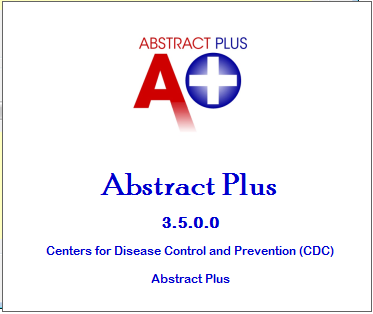 ABSTRACT PLUS
A+
Abstract Plus
3.5.0.0
Centers for Disease Control and Prevention (CDC)
Abstract Plus